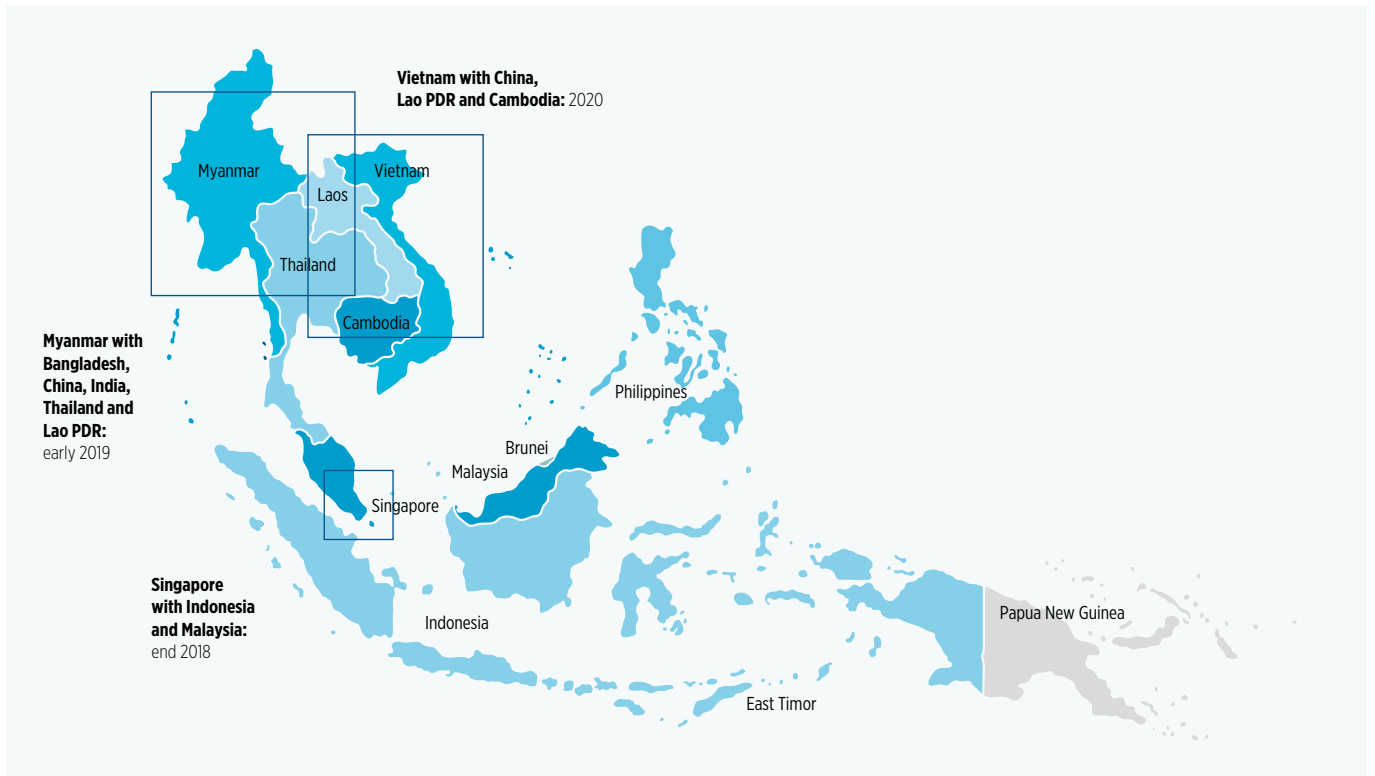 Vietnam with China,
Lao PDR and Cambodia: 2020
Myanmar
Vietnam
Laos
Thailand
Cambodia
Myanmar with
Bangladesh,
China, India,
Thailand and
Lao PDR:
early 2019
Philippines
Brunei
Malaysia
Singapore
Singapore
with Indonesia
and Malaysia:
end 2018
Indonesia
Papua New Guinea
East Timor